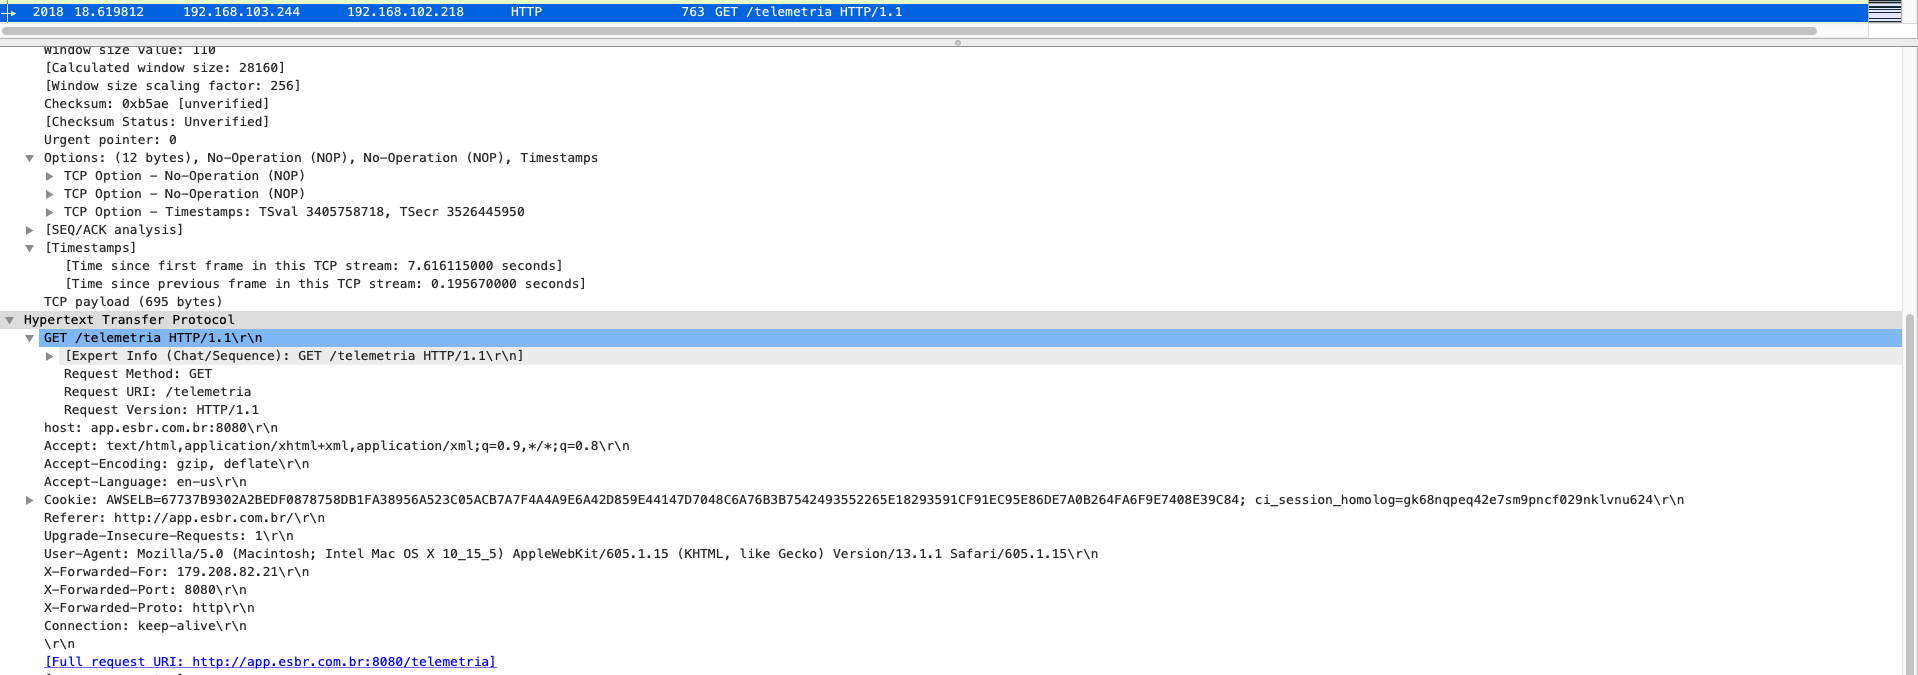 2018 18.619812 192.168.103.244 192.168.102.218 HTTP 763 GET /telemetria HTTP/1.1
Window size value: 110
[Calculated window size: 28160]
[Window size scaling factor: 256]
Checksum: 0xb5ae [unverified]
[Checksum Status: Unverified]
Urgent pointer: 0
Options: (12 bytes), No-Operation (NOP), No-Operation (NOP), Timestamps
TCP Option - No-Operation (NOP)
TCP Option - No-Operation (NOP)
TCP Option - Timestamps: TSval 3405758718, TSecr 3526445950
[SEQ/ACK analysis]
[Timestamps]
[Time since first frame in this TCP stream: 7.616115000 seconds]
[Time since previous frame in this TCP stream: 0.195670000 seconds]
TCP payload (695 bytes)
Hypertext Transfer Protocol
GET /telemetria HTTP/1.1\r\n
[Expert Info (Chat/Sequence): GET /telemetria HTTP/1.1\r\n]
Request Method: GET
Request URI: /telemetria
Request Version: HTTP/1.1
host: app.esbr.com.br:8080\r\n
Accept: text/html,application/xhtml+xml,application/xml;q=0.9,*/*;q=0.8\r\n
Accept-Encoding: gzip, deflate\r\n
Accept-Language: en-us\r\n
Cookie: AWSELB=67737B9302A2BEDF0878758DB1FA38956A523C05ACB7A7F4A4A9E6A42D859E44147D7048C6A76B3B7542493552265E18293591CF91EC95E86DE7A0B264FA6F9E7408E39C84; ci_session_homolog=gk68nqpeq42e7sm9pncf029nklvnu624\r\n
Referer: http://app.esbr.com.br/\r\n
Upgrade-Insecure-Requests: 1\r\n
User-Agent: Mozilla/5.0 (Macintosh; Intel Mac OS X 10_15_5) AppleWebKit/605.1.15 (KHTML, like Gecko) Version/13.1.1 Safari/605.1.15\r\n
X-Forwarded-For: 179.208.82.21\r\n
X-Forwarded-Port: 8080\r\n
X-Forwarded-Proto: http\r\n
Connection: keep-alive\r\n
\r\n
[Full request URI: http://app.esbr.com.br:8080/telemetria]